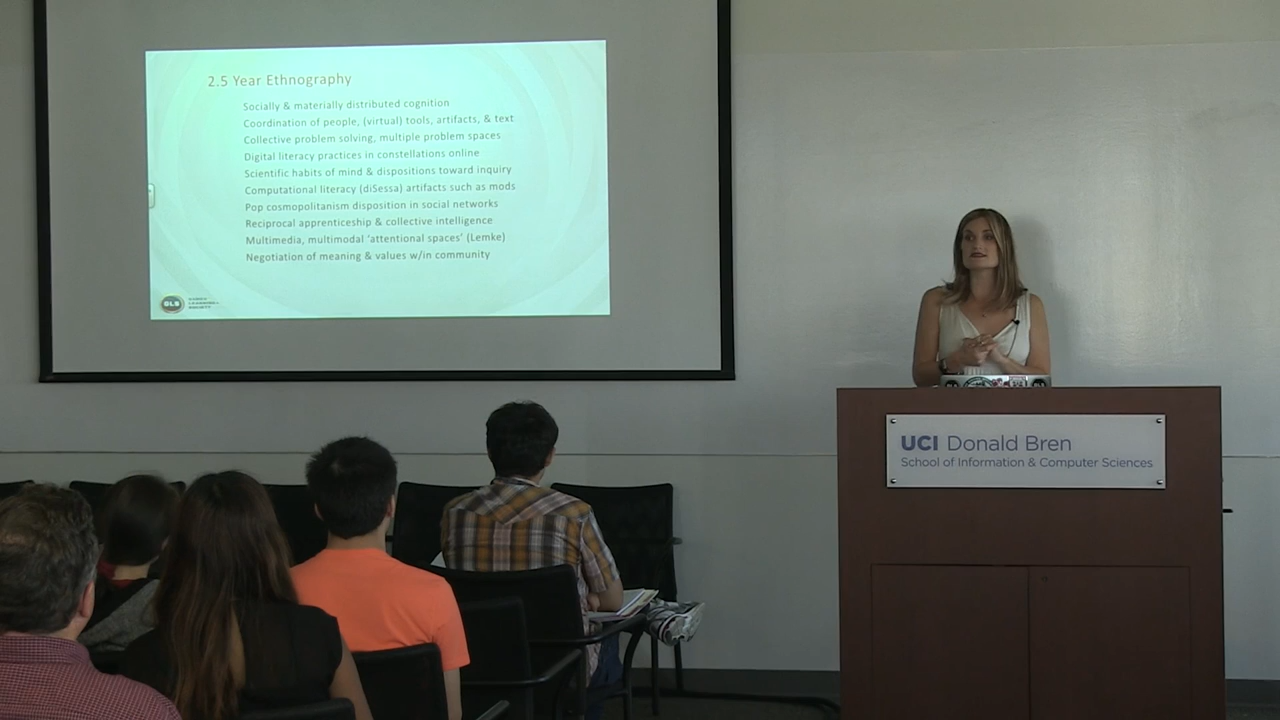 2.5 Year Ethnography
Socially & materially distributed cognition
Coordination of people, (virtual) tools, artifacts, & text
Collective problem solving, multiple problem spaces
Digital literacy practices in constellations online
Scientific habits of mind & dispositions toward inquiry
Computational literacy (diSessa) artifacts such as mods
Pop cosmopolitanism disposition in social networks
Reciprocal apprenticeship & collective intelligence
Multimedia, multimodal ‘attentional spaces’ (Lemke)
Negotiation of meaning & values w/in community
GLS
UCI Donald Bren
School of Information & Computer Sciences